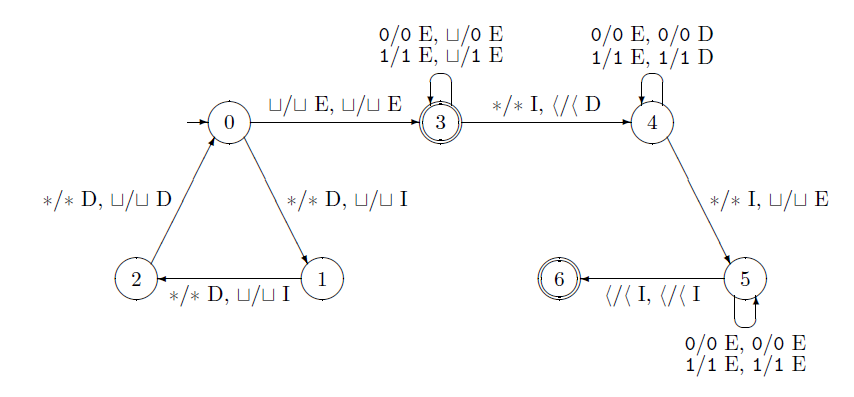 0/0 E, ⊔/0 E
1/1 E, ⊔/1 E
0/0 E, 0/0 D
1/1 E, 1/1 D
⊔/⊔ E, ⊔/⊔ E
*/* I, ⟨/⟨ D
0
3
4
*/* D, ⊔/⊔ D
*/* D, ⊔/⊔ I
*/* I, ⊔/⊔ E
2
1
6
5
*/* D, ⊔/⊔ I
⟨/⟨ I, ⟨/⟨ I
0/0 E, 0/0 E
1/1 E, 1/1 E